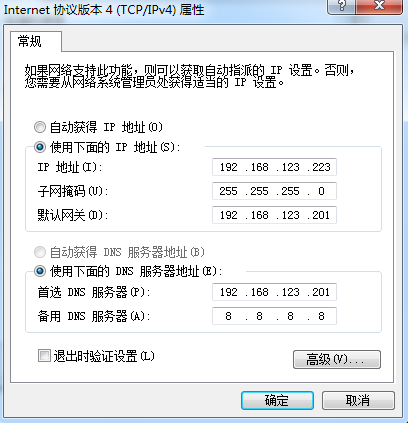 Internet 协议版本 4 (TCP/IPv4) 属性
常规
如果网络支持此功能，则可以获取自动指派的 IP 设置。否则，
您需要从网络系统管理员处获得适当的 IP 设置。
自动获得 IP 地址(O)
使用下面的 IP 地址(S):
IP 地址(I): 192 .168 .123 .223
子网掩码(U): 255 .255 .255 . 0
默认网关(D): 192 .168 .123 .201
自动获得 DNS 服务器地址(B)
使用下面的 DNS 服务器地址(E):
首选 DNS 服务器(P): 192 .168 .123 .201
备用 DNS 服务器(A): 8 . 8 . 8 . 8
退出时验证设置(L)
高级(V)...
确定 取消